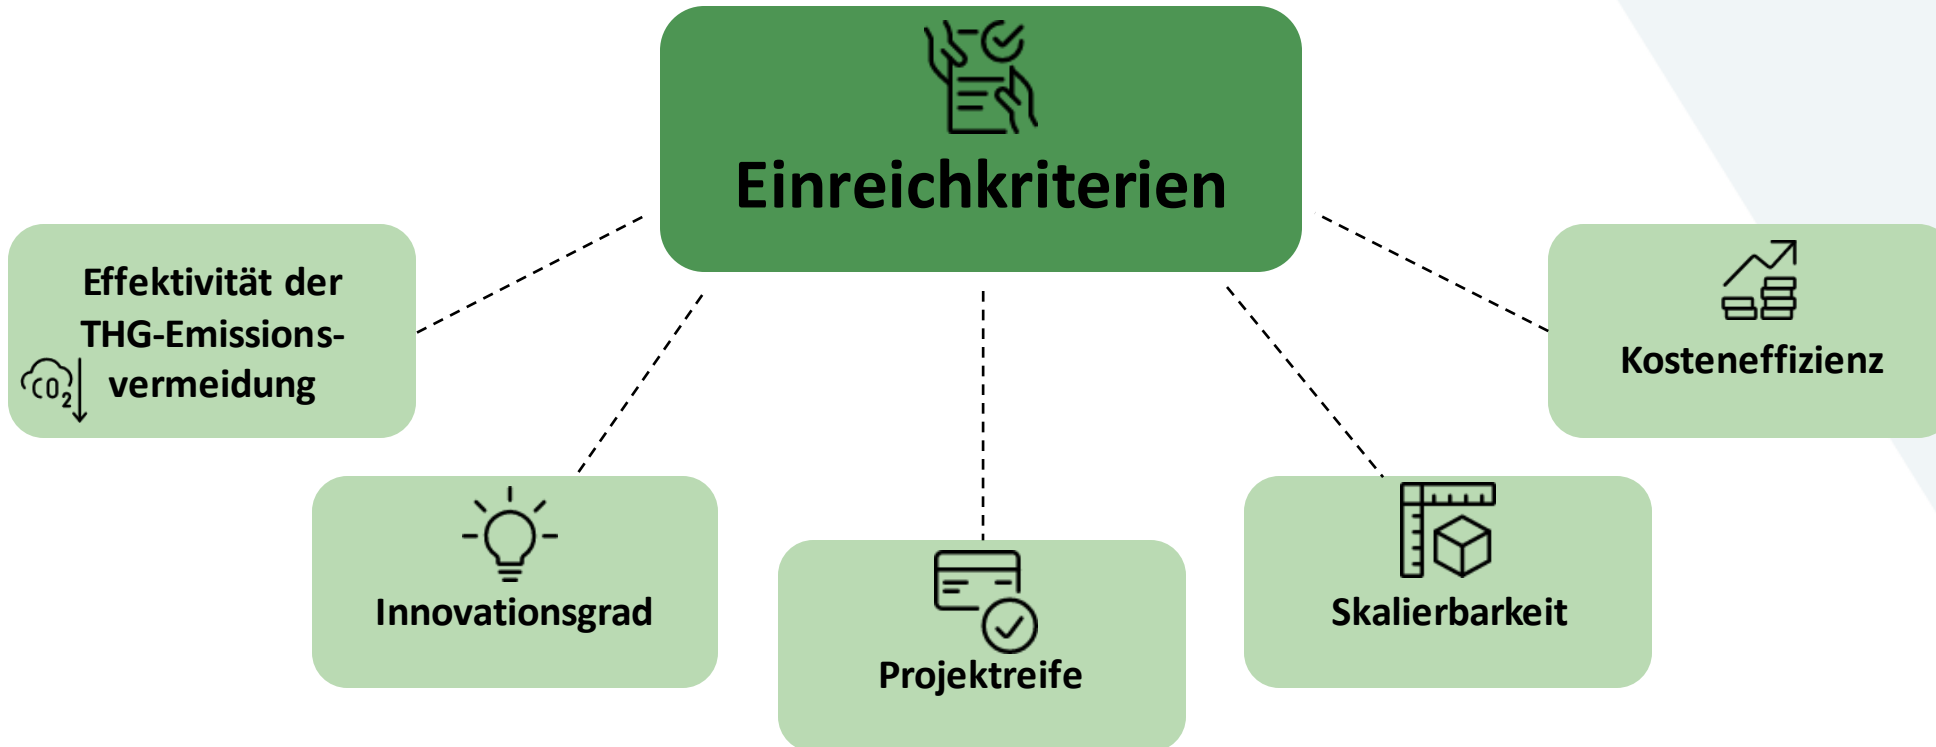 Einreichkriterien
Effektivität der
THG-Emissions-
vermeidung
CO2
Innovationsgrad
Projektreife
Skalierbarkeit
Kosteneffizienz